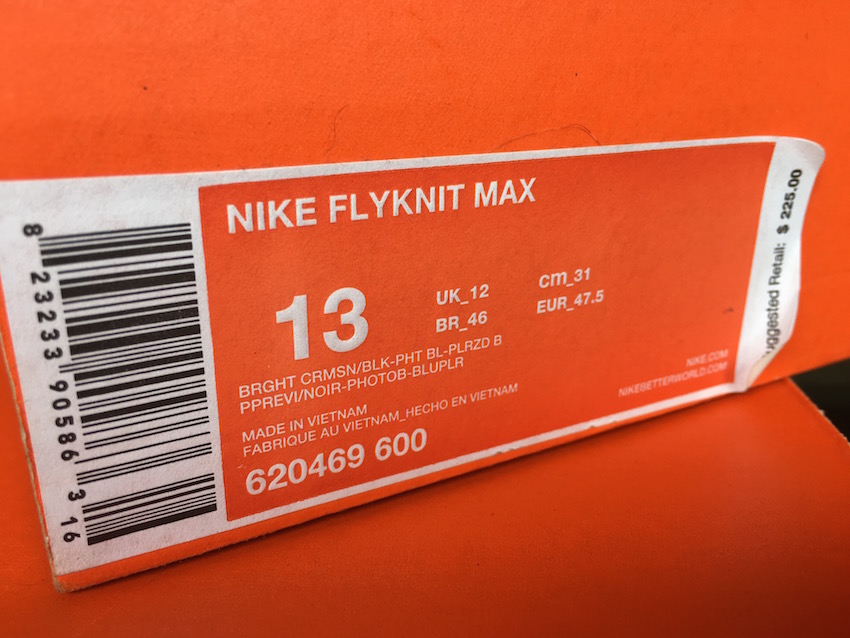 NIKE FLYKNIT MAX
13
UK_12
cm_31
BR_46
EUR_47.5
BRGHT CRMSN/BLK-PHT BL-PLRZD B
PPREVI/NOIR-PHOTOB-BLUPLR
MADE IN VIETNAM
FABRIQUE AU VIETNAM_HECHO EN VIETNAM
620469 600
NIKE.COM
NIKEBETTERWORLD.COM
uggested Retail: $ 225.00
8 23233 90586 3 16